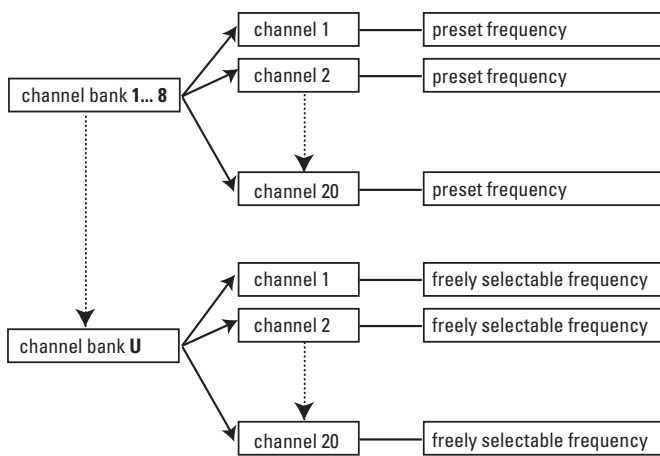 channel 1
preset frequency
channel 2
preset frequency
channel bank 1... 8
channel 20
preset frequency
channel 1
freely selectable frequency
channel 2
freely selectable frequency
channel bank U
channel 20
freely selectable frequency